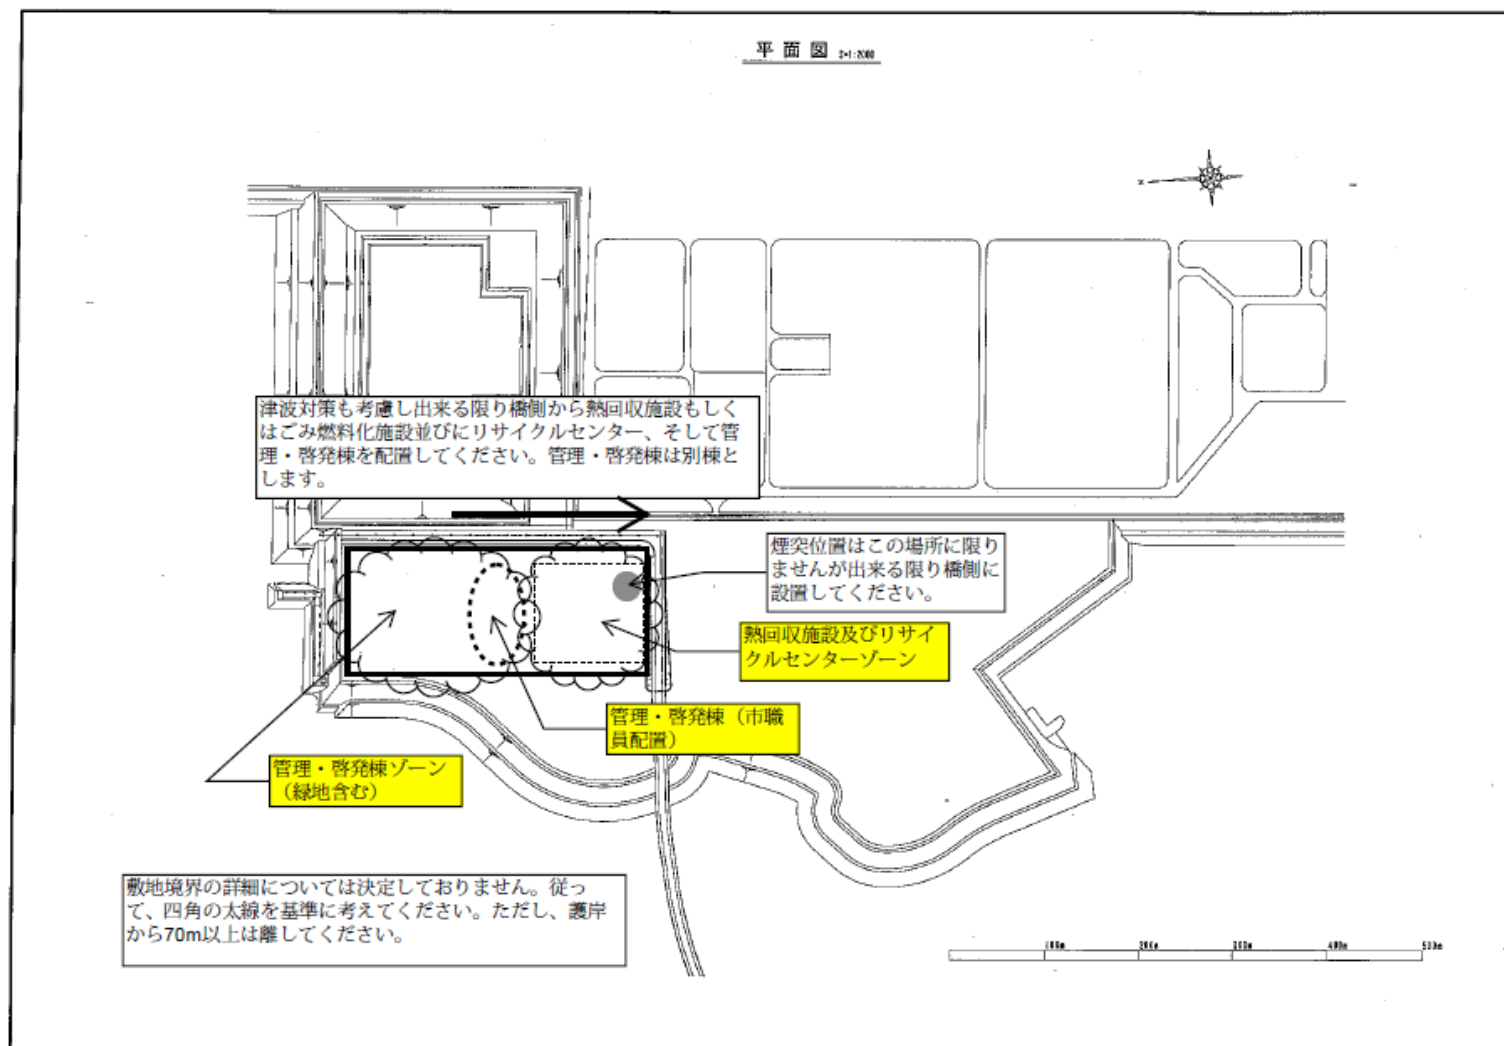 平面図 S=1:2000
津波対策も考慮し出来る限り橋側から熱回収施設もしく
はごみ燃料化施設並びにリサイクルセンター、そして管
理・啓発棟を配置してください。管理・啓発棟は別棟と
します。
煙突位置はこの場所に限り
ませんが出来る限り橋側に
設置してください。
熱回収施設及びリサイ
クルセンターゾーン
管理・啓発棟（市職
員配置）
管理・啓発棟ゾーン
（緑地含む）
敷地境界の詳細については決定しておりません。従っ
て、四角の太線を基準に考えてください。ただし、護岸
から70m以上は離してください。
100m 200m 300m 400m 500m